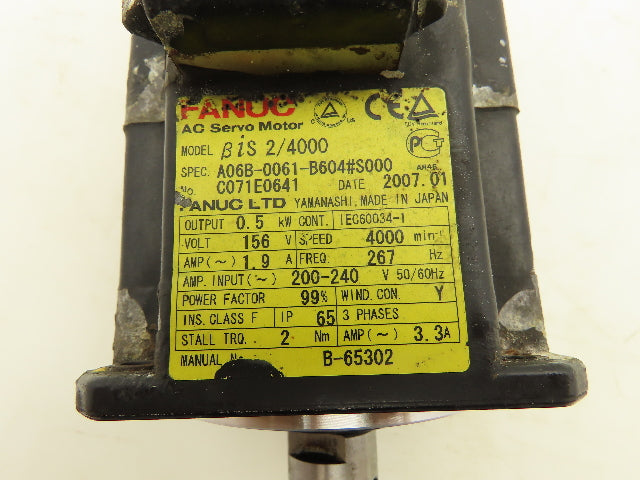 FANUC
AC Servo Motor
MODEL βiS 2/4000
SPEC. A06B-0061-B604#S000
No. C071E0641 DATE 2007.01
FANUC LTD YAMANASHI, MADE IN JAPAN
OUTPUT 0.5 kW CONT. IEC60034-1
VOLT 156 V SPEED 4000 min-1
AMP(~) 1.9 A FREQ. 267 Hz
AMP. INPUT(~) 200-240 V 50/60Hz
POWER FACTOR 99% WIND.CON. Y
INS.CLASS F IP 65 3 PHASES
STALL TRQ. 2 Nm AMP(~) 3.3A
MANUAL No. B-65302